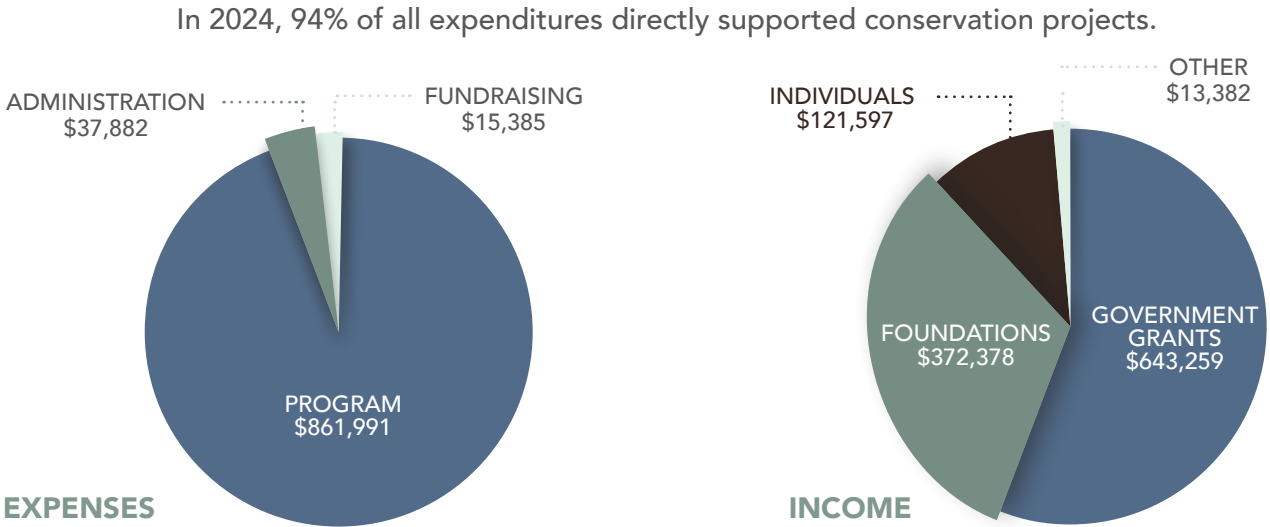 In 2024, 94% of all expenditures directly supported conservation projects.
ADMINISTRATION
$37,882
FUNDRAISING
$15,385
PROGRAM
$861,991
EXPENSES
OTHER
$13,382
INDIVIDUALS
$121,597
FOUNDATIONS
$372,378
GOVERNMENT
GRANTS
$643,259
INCOME